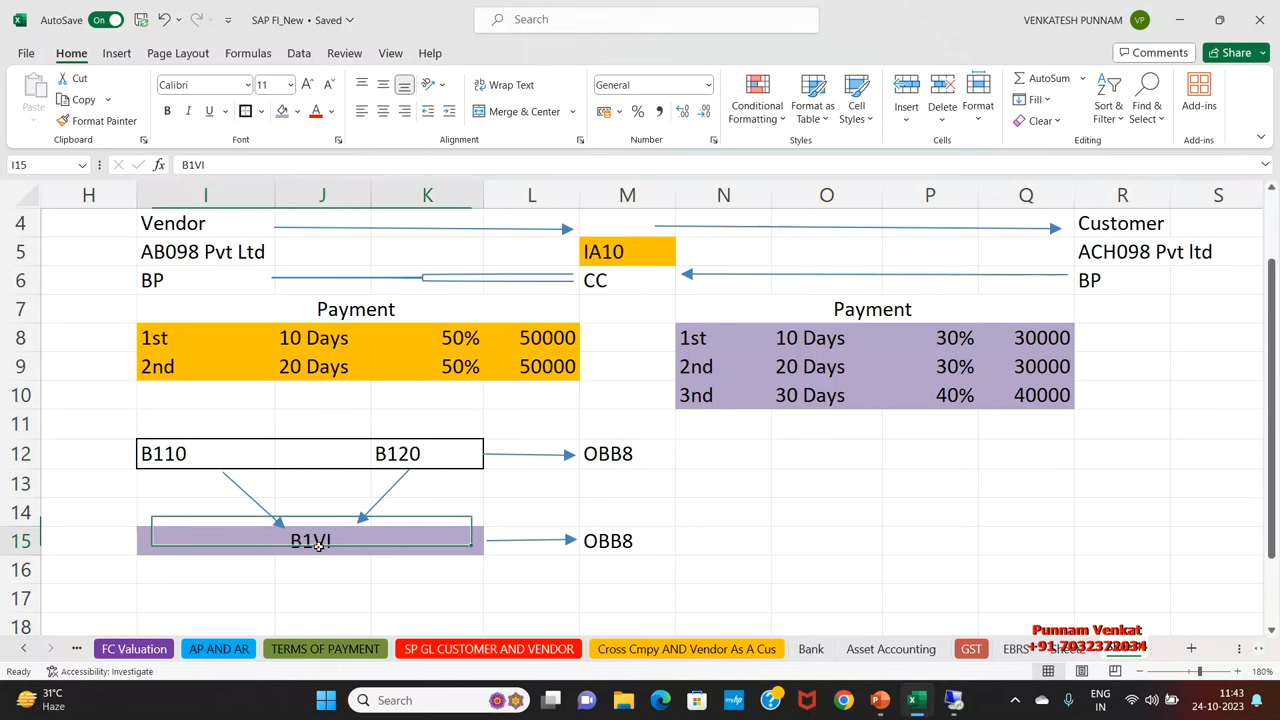 AutoSave On SAP FI_New • Saved Search VENKATESH PUNNAM VP
File Home Insert Page Layout Formulas Data Review View Help Comments Share
Paste Cut Copy Format Painter Clipboard
Calibri 11 B I U A Font
Wrap Text Merge & Center Alignment
General % Number
Conditional Formatting Format as Table Cell Styles Styles
Insert Delete Format Cells
AutoSum Fill Clear Sort & Filter Find & Select Editing
Add-ins Add-ins
I15 fx B1VI
H I J K L M N O P Q R S
4 Vendor Customer
5 AB098 Pvt Ltd IA10 ACH098 Pvt ltd
6 BP CC BP
7 Payment Payment
8 1st 10 Days 50% 50000 1st 10 Days 30% 30000
9 2nd 20 Days 50% 50000 2nd 20 Days 30% 30000
10 3rd 30 Days 40% 40000
11
12 B110 B120 OBB8
13
14
15 B1VI OBB8
16
17
18
Punnam Venkat
+91 7032372034
FC Valuation AP AND AR TERMS OF PAYMENT SP GL CUSTOMER AND VENDOR Cross Cmpy AND Vendor As A Cus Bank Asset Accounting GST EBRS
Ready Accessibility: Investigate 180%
31°C
Haze
Search
ENG
IN
11:43
24-10-2023